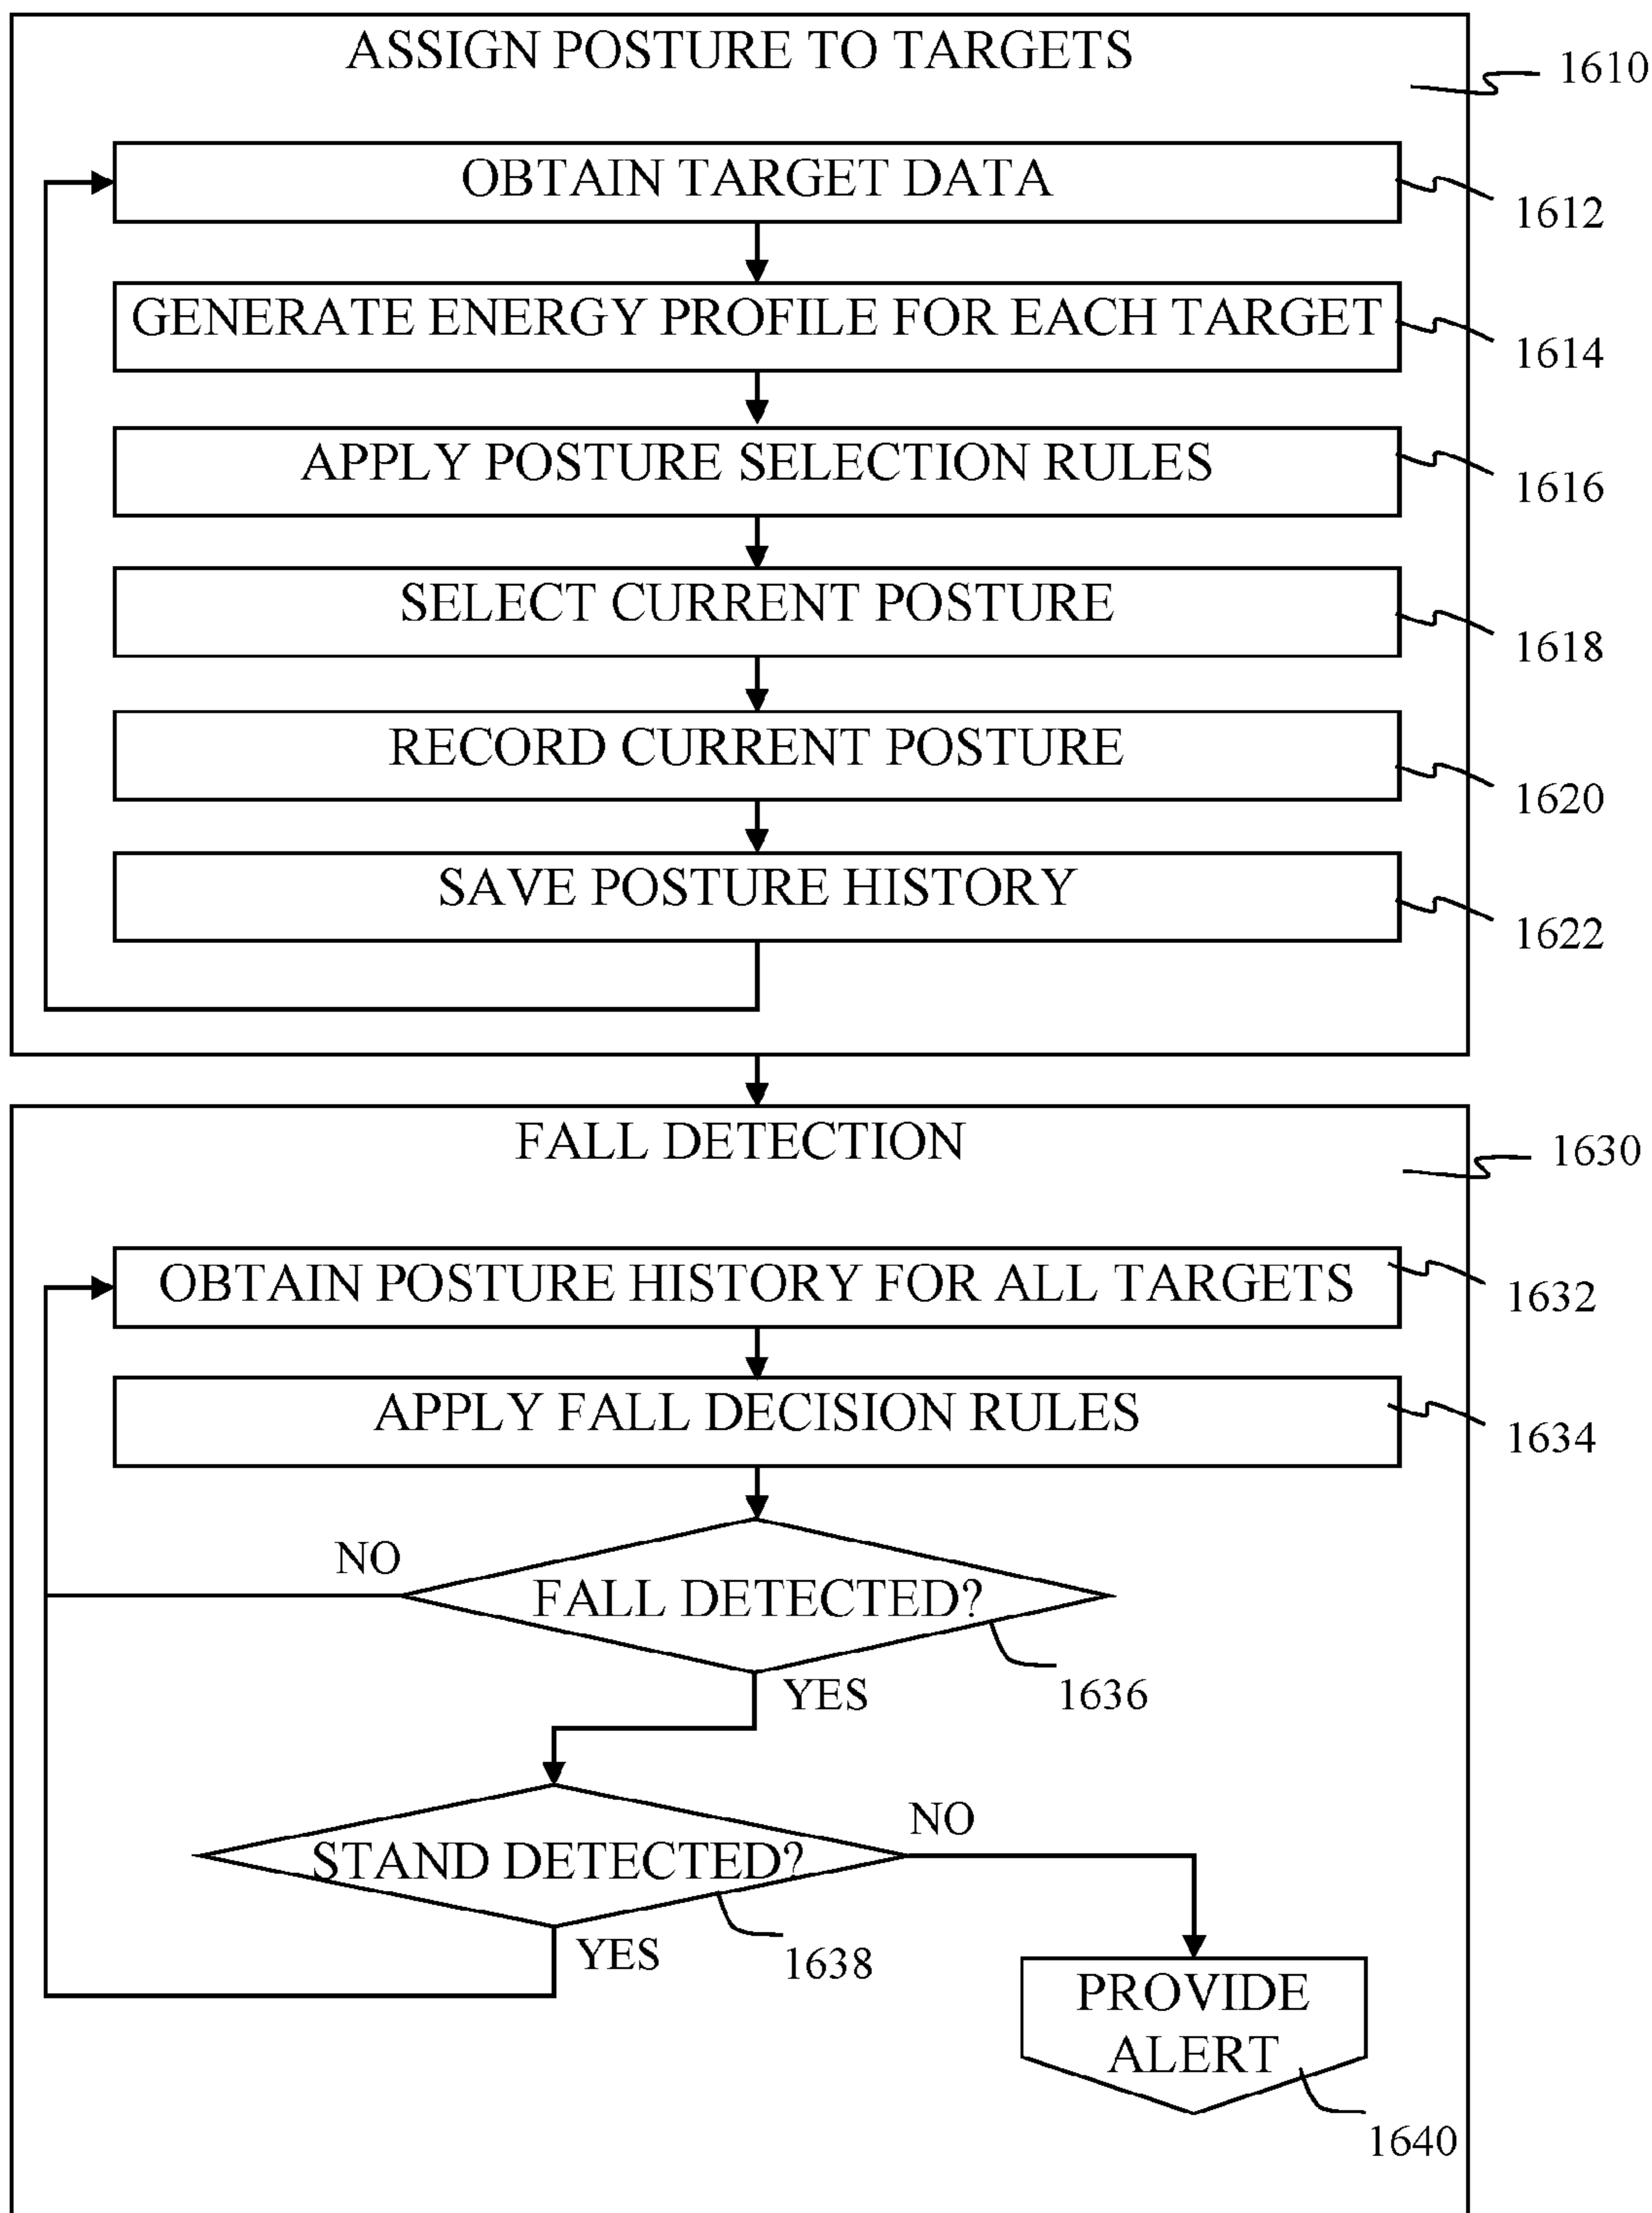 ASSIGN POSTURE TO TARGETS
1610
OBTAIN TARGET DATA
1612
GENERATE ENERGY PROFILE FOR EACH TARGET
1614
APPLY POSTURE SELECTION RULES
1616
SELECT CURRENT POSTURE
1618
RECORD CURRENT POSTURE
1620
SAVE POSTURE HISTORY
1622
FALL DETECTION
1630
OBTAIN POSTURE HISTORY FOR ALL TARGETS
1632
APPLY FALL DECISION RULES
1634
NO
FALL DETECTED?
YES
1636
NO
STAND DETECTED?
YES
1638
PROVIDE
ALERT
1640